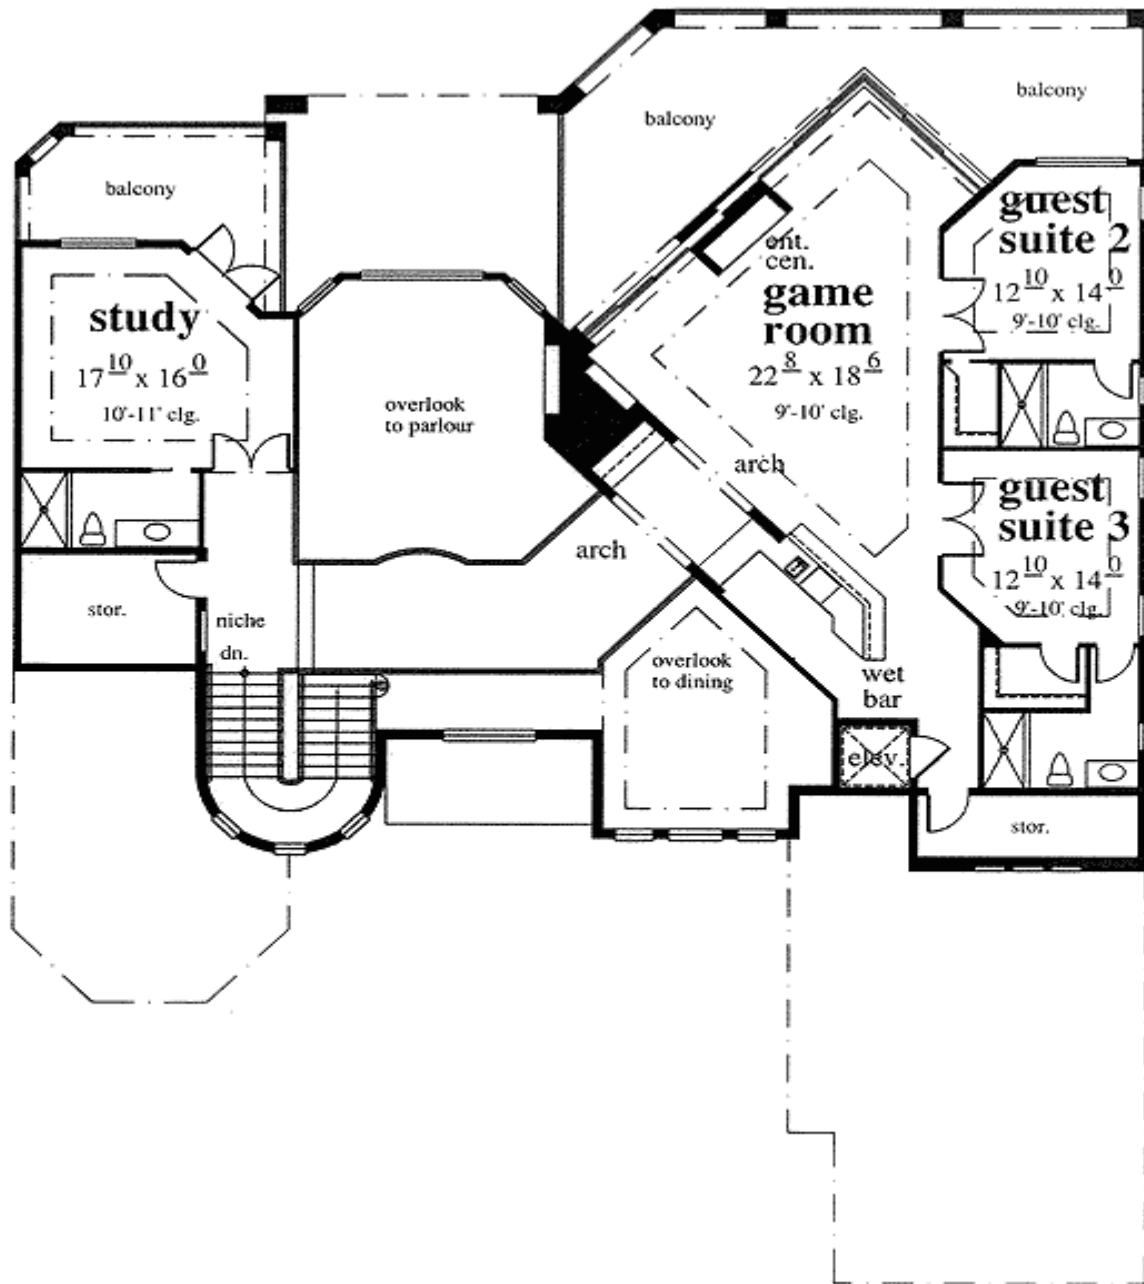 balcony
balcony
balcony
guest
suite 2
12 10 x 14 0
9'-10' clg.
ent.
cen.
game
room
22 8 x 18 6
9'-10' clg.
study
17 10 x 16 0
10'-11' clg.
overlook
to parlour
arch
guest
suite 3
12 10 x 14 0
9'-10' clg.
arch
stor.
niche
dn.
overlook
to dining
wet
bar
elev.
stor.